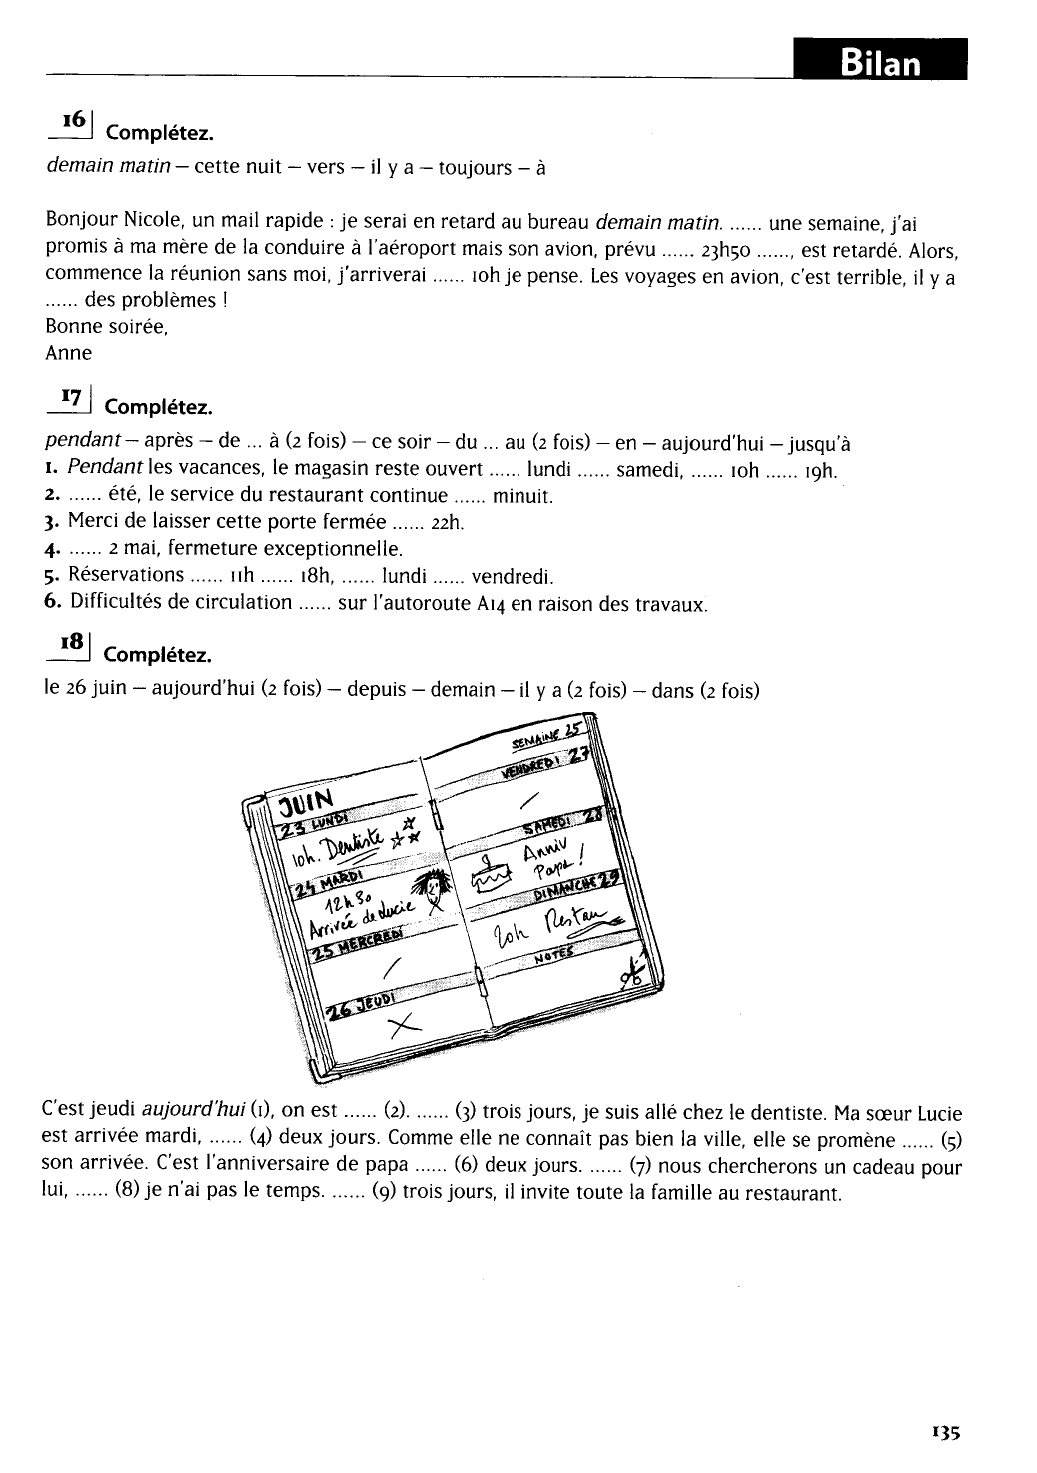 Bilan
16 Complétez.
demain matin – cette nuit – vers – il y a – toujours – à
Bonjour Nicole, un mail rapide : je serai en retard au bureau demain matin. ...... une semaine, j'ai
promis à ma mère de la conduire à l'aéroport mais son avion, prévu ...... 23h50 ......, est retardé. Alors,
commence la réunion sans moi, j'arriverai ...... 10h je pense. Les voyages en avion, c'est terrible, il y a
...... des problèmes !
Bonne soirée,
Anne
17 Complétez.
pendant – après – de ... à (2 fois) – ce soir – du ... au (2 fois) – en – aujourd'hui – jusqu'à
1. Pendant les vacances, le magasin reste ouvert ...... lundi ...... samedi, ...... 10h ...... 19h.
2. ...... été, le service du restaurant continue ...... minuit.
3. Merci de laisser cette porte fermée ...... 22h.
4. ...... 2 mai, fermeture exceptionnelle.
5. Réservations ...... 11h ...... 18h, ...... lundi ...... vendredi.
6. Difficultés de circulation ...... sur l'autoroute A14 en raison des travaux.
18 Complétez.
le 26 juin – aujourd'hui (2 fois) – depuis – demain – il y a (2 fois) – dans (2 fois)
JUIN
23 LUNDI
10h. Dentiste
24 MARDI
12h30
Arrivée de Lucie
25 MERCREDI
26 JEUDI
SEMAINE 25
VENDREDI 27
SAMEDI 28
Anniv
Papa !
DIMANCHE 29
20h Restau
NOTES
C'est jeudi aujourd'hui (1), on est ...... (2). ...... (3) trois jours, je suis allé chez le dentiste. Ma sœur Lucie
est arrivée mardi, ...... (4) deux jours. Comme elle ne connaît pas bien la ville, elle se promène ...... (5)
son arrivée. C'est l'anniversaire de papa ...... (6) deux jours. ...... (7) nous chercherons un cadeau pour
lui, ...... (8) je n'ai pas le temps. ...... (9) trois jours, il invite toute la famille au restaurant.
135